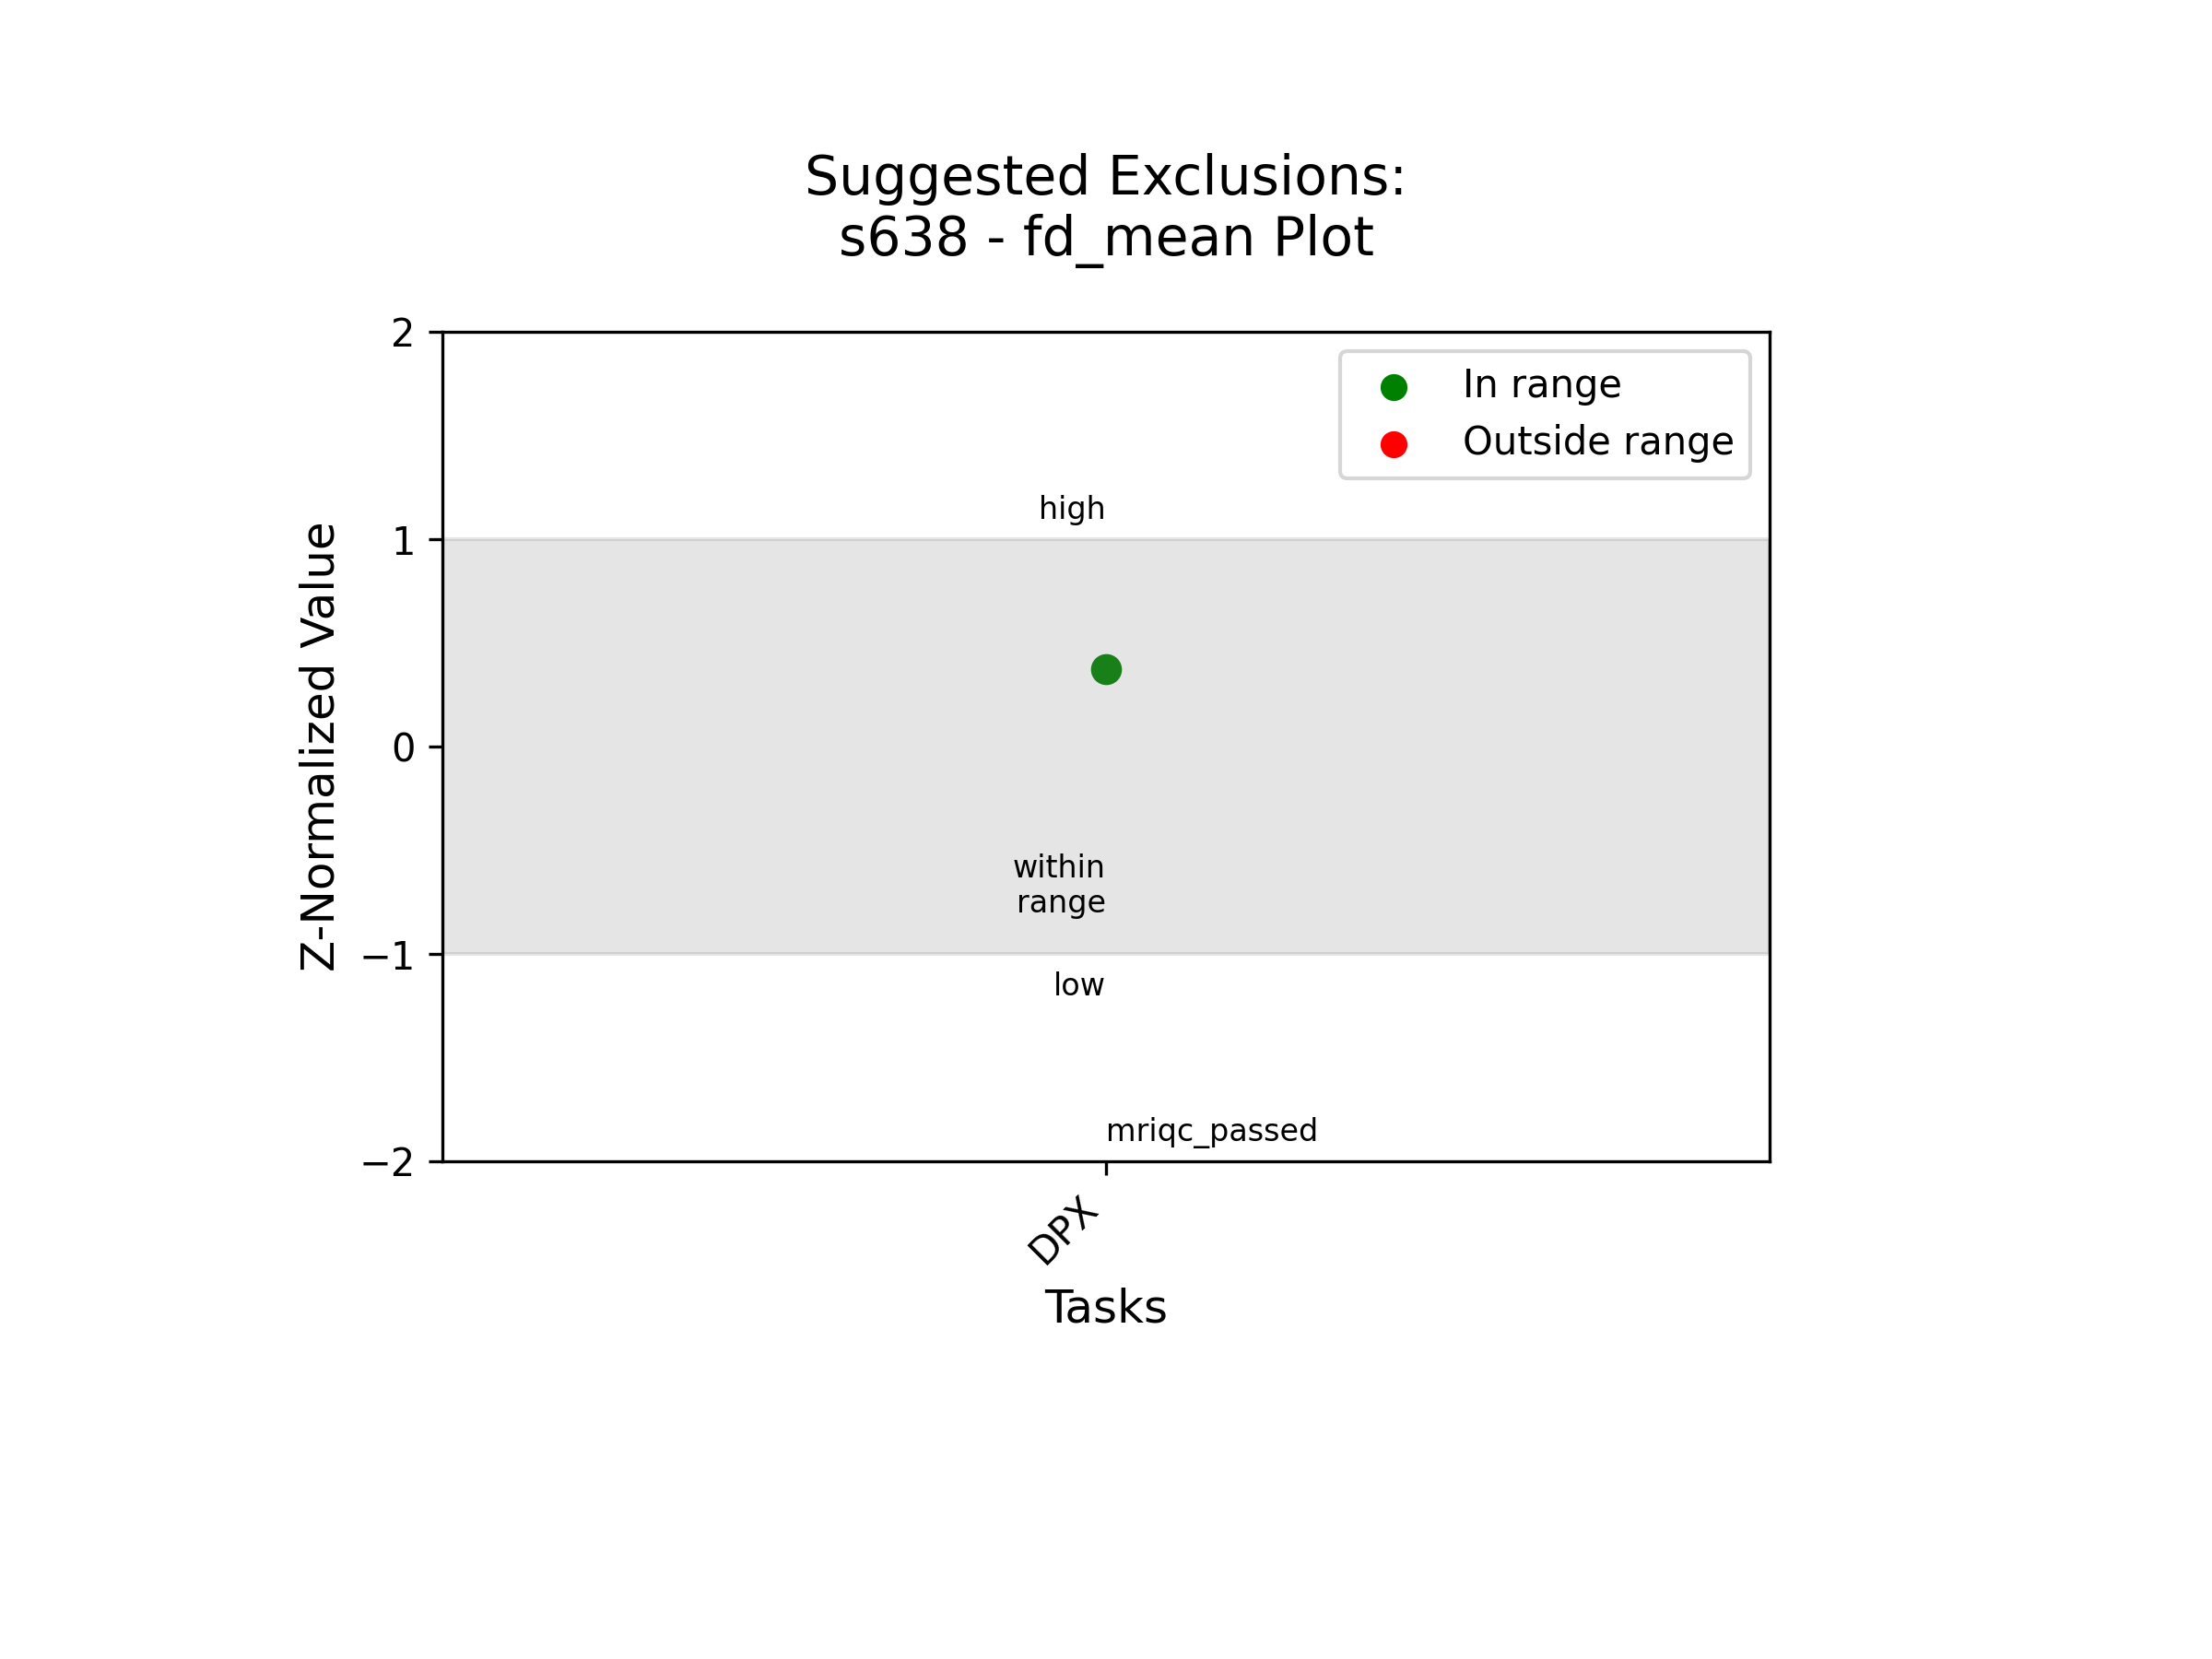 Suggested Exclusions:
s638 - fd_mean Plot
2
In range
Outside range
high
1
Z-Normalized Value
0
within
range
−1
low
mriqc_passed
−2
DPX
Tasks